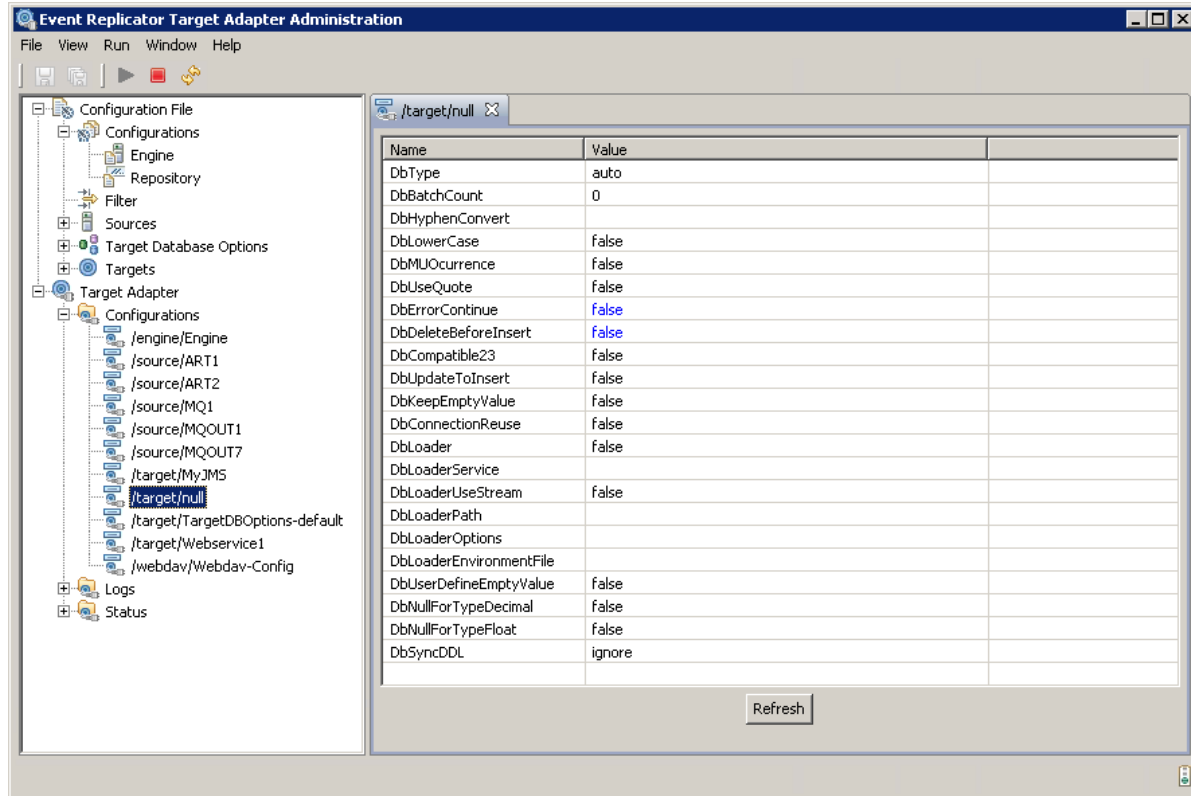 Event Replicator Target Adapter Administration
File View Run Window Help
Configuration File
Configurations
Engine
Repository
Filter
Sources
Target Database Options
Targets
Target Adapter
Configurations
/engine/Engine
/source/ART1
/source/ART2
/source/MQ1
/source/MQOUT1
/source/MQOUT7
/target/MyJMS
/target/null
/target/TargetDBOptions-default
/target/Webservice1
/webdav/Webdav-Config
Logs
Status
/target/null
Name Value
DbType auto
DbBatchCount 0
DbHyphenConvert
DbLowerCase false
DbMUOcurrence false
DbUseQuote false
DbErrorContinue false
DbDeleteBeforeInsert false
DbCompatible23 false
DbUpdateToInsert false
DbKeepEmptyValue false
DbConnectionReuse false
DbLoader false
DbLoaderService
DbLoaderUseStream false
DbLoaderPath
DbLoaderOptions
DbLoaderEnvironmentFile
DbUserDefineEmptyValue false
DbNullForTypeDecimal false
DbNullForTypeFloat false
DbSyncDDL ignore
Refresh